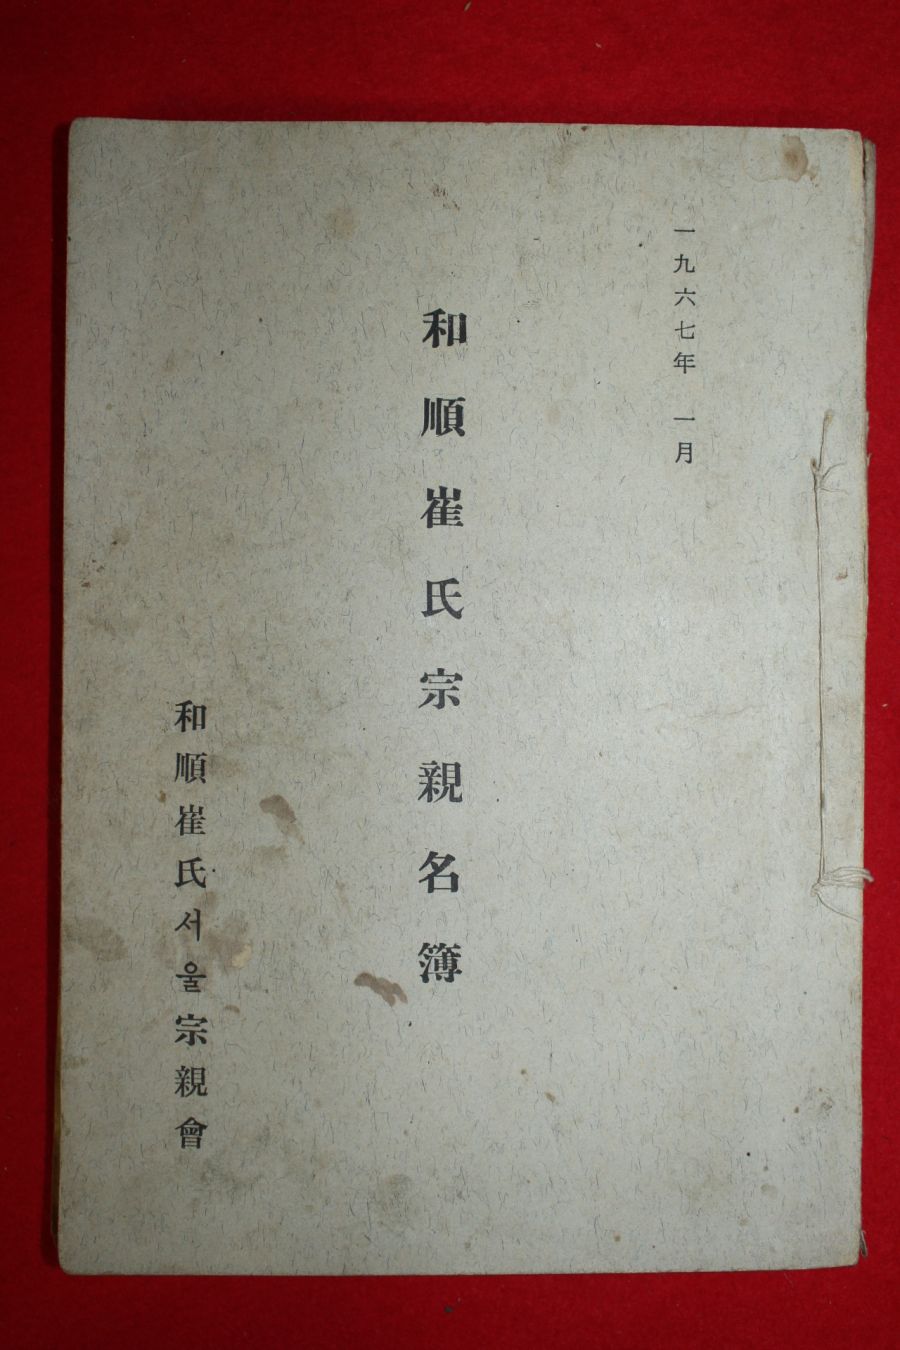 一九六七年 一月
和順崔氏宗親名簿
和順崔氏서울宗親會